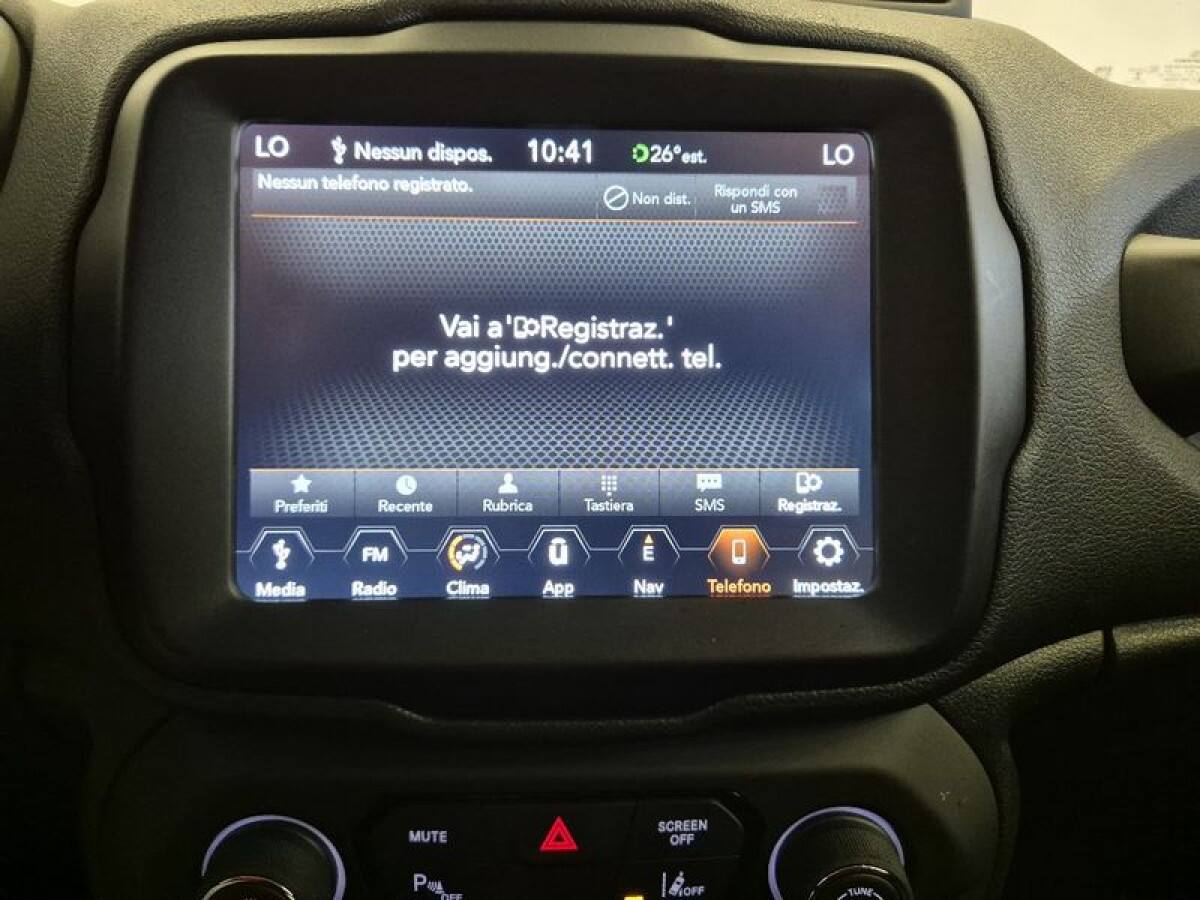 LO Nessun dispos. 10:41 26°est. LO
Nessun telefono registrato.
Non dist.
Rispondi con
un SMS
Vai a 'Registraz.'
per aggiung./connett. tel.
Preferiti Recente Rubrica Tastiera SMS Registraz.
FM
E
Media Radio Clima App Nav Telefono Impostaz.
MUTE
SCREEN
OFF
P OFF
OFF
TUNE